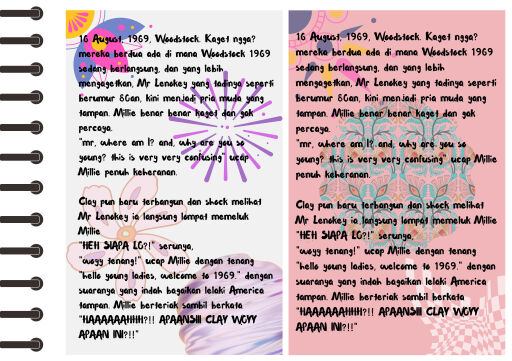 16 August, 1969, Woodstock. Kaget ngga?
mereka berdua ada di mana Woodstock 1969
sedang berlangsung, dan yang lebih
mengagetkan, Mr Lenokey yang tadinya seperti
berumur 80an, kini menjadi pria muda yang
tampan. Millie benar benar kaget dan gak
percaya.
"mr, where am I? and, why are you so
young? this is very very confusing" ucap
Millie penuh keheranan.
Clay pun baru terbangun dan shock melihat
Mr Lenokey ia langsung lompat memeluk
Millie
"HEH SIAPA LO?!" serunya,
"woyy tenang!" ucap Millie dengan tenang
"hello young ladies, welcome to 1969." dengan
suaranya yang indah bagaikan lelaki America
tampan. Millie berteriak sambil berkata
"HAAAAAAHHHH?!! APAANSIII CLAY WOYY
APAAN INI?!!"
16 August, 1969, Woodstock. Kaget ngga?
mereka berdua ada di mana Woodstock 1969
sedang berlangsung, dan yang lebih
mengagetkan, Mr Lenokey yang tadinya seperti
berumur 80an, kini menjadi pria muda yang
tampan. Millie benar benar kaget dan gak
percaya.
"mr, where am I? and, why are you so
young? this is very very confusing" ucap Millie
penuh keheranan.
Clay pun baru terbangun dan shock melihat
Mr Lenokey ia langsung lompat memeluk Millie
"HEH SIAPA LO?!" serunya,
"woyy tenang!" ucap Millie dengan tenang
"hello young ladies, welcome to 1969." dengan
suaranya yang indah bagaikan lelaki America
tampan. Millie berteriak sambil berkata
"HAAAAAAHHHH?!! APAANSIII CLAY WOYY
APAAN INI?!!"